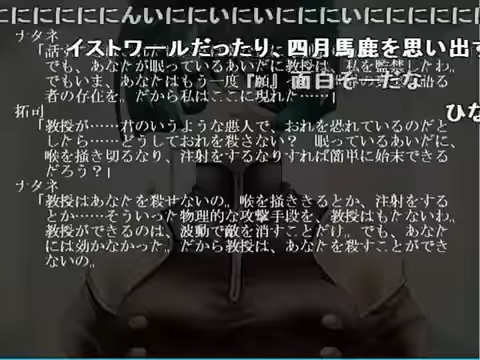 にににににんいにににいにいにににいにににににに
イストワールだったり、四月馬鹿を思い出す
面白そーだな
ひな
ナタネ
「話
でも、あなたが眠っているあいだに教授は、私を監禁したわ。
でもいま、あなたはもう一度『願
者の存在を。だから私はここに現れた……」
拓司
「教授が……君のいうような悪人で、おれを恐れているのだと
したら……どうしておれを殺さない？　眠っているあいだに、
喉を掻き切るなり、注射をするなりすれば簡単に始末できる
だろう？」
ナタネ
「教授はあなたを殺せないの。喉を掻ききるとか、注射をする
とか……そういった物理的な攻撃手段を、教授はもたないわ。
教授ができるのは、波動で敵を消すことだけ。でも、あなた
には効かなかった。だから教授は、あなたを殺すことができ
ないの。